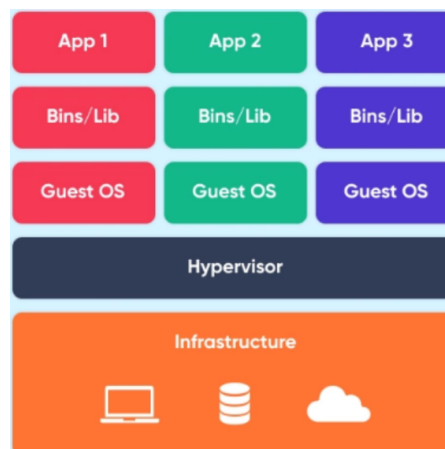 App 1 App 2 App 3
Bins/Lib Bins/Lib Bins/Lib
Guest OS Guest OS Guest OS
Hypervisor
Infrastructure